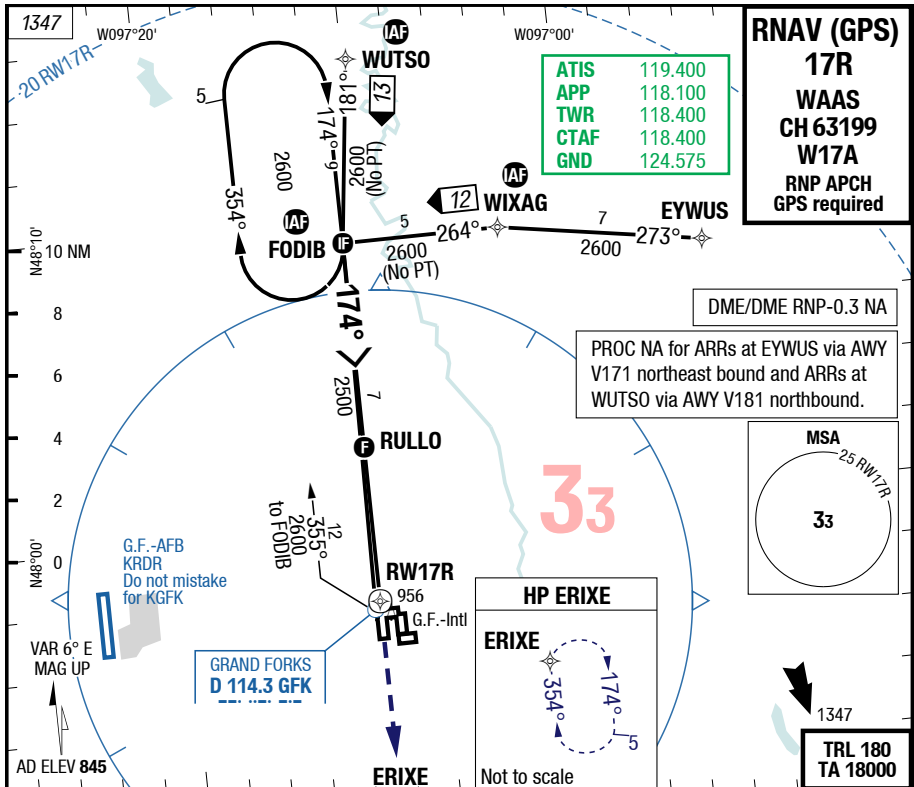 1347
W097°20'
W097°00'
20 RW17R
IAF
WUTSO
181°
13
2600
(No PT)
174°
6
5
2600
354°
IAF
FODIB
IF
ATIS 119.400
APP 118.100
TWR 118.400
CTAF 118.400
GND 124.575
RNAV (GPS)
17R
WAAS
CH 63199
W17A
RNP APCH
GPS required
IAF
12
WIXAG
5
264°
2600
(No PT)
7
2600
273°
EYWUS
N48°10'
10 NM
8
6
4
2
0
N48°00'
174°
7
2500
F
RULLO
DME/DME RNP-0.3 NA
PROC NA for ARRs at EYWUS via AWY
V171 northeast bound and ARRs at
WUTSO via AWY V181 northbound.
MSA
25 RW17R
33
33
12
355°
2600
to FODIB
G.F.-AFB
KRDR
Do not mistake
for KGFK
RW17R
956
G.F.-Intl
GRAND FORKS
D 114.3 GFK
VAR 6° E
MAG UP
AD ELEV 845
ERIXE
HP ERIXE
ERIXE
354°
174°
5
Not to scale
1347
TRL 180
TA 18000